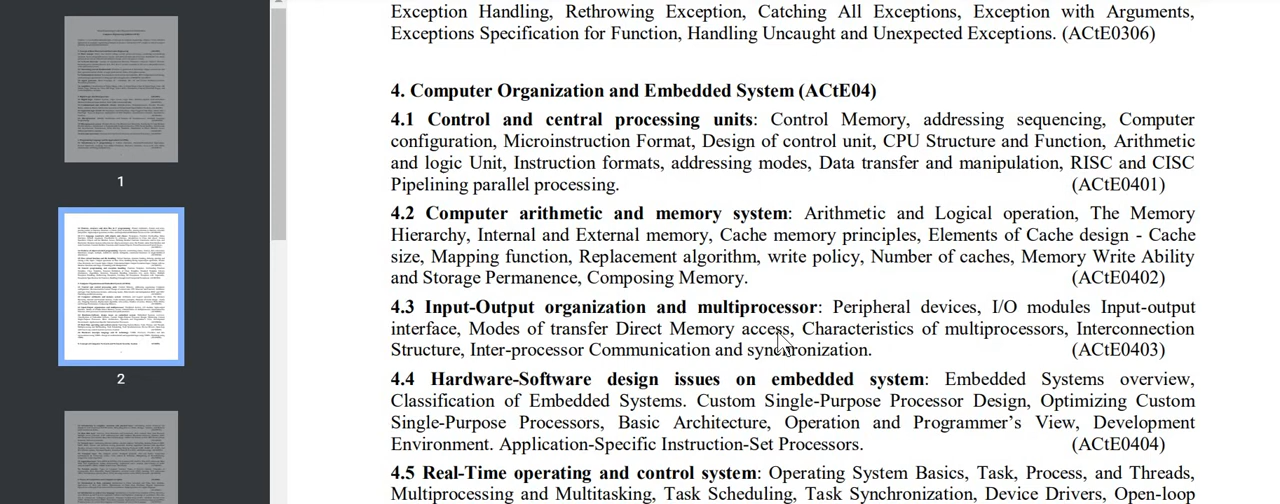 Exception Handling, Rethrowing Exception, Catching All Exceptions, Exception with Arguments,
Exceptions Specification for Function, Handling Uncaught and Unexpected Exceptions. (ACtE0306)
4. Computer Organization and Embedded System (ACtE04)
4.1 Control and central processing units: Control Memory, addressing sequencing, Computer
configuration, Microinstruction Format, Design of control unit, CPU Structure and Function, Arithmetic
and logic Unit, Instruction formats, addressing modes, Data transfer and manipulation, RISC and CISC
Pipelining parallel processing. (ACtE0401)
4.2 Computer arithmetic and memory system: Arithmetic and Logical operation, The Memory
Hierarchy, Internal and External memory, Cache memory principles, Elements of Cache design - Cache
size, Mapping function, Replacement algorithm, write policy, Number of caches, Memory Write Ability
and Storage Permanence, Composing Memory. (ACtE0402)
4.3 Input-Output organization and multiprocessor: Peripheral devices, I/O modules Input-output
interface, Modes of transfer Direct Memory access, Characteristics of multiprocessors, Interconnection
Structure, Inter-processor Communication and synchronization. (ACtE0403)
4.4 Hardware-Software design issues on embedded system: Embedded Systems overview,
Classification of Embedded Systems. Custom Single-Purpose Processor Design, Optimizing Custom
Single-Purpose Processors, Basic Architecture, Operation and Programmer's View, Development
Environment. Application-Specific Instruction-Set Processors. (ACtE0404)
4.5 Real-Time operating and control system: Operating System Basics, Task, Process, and Threads,
Multiprocessing and Multitasking, Task Scheduling, Task Synchronization, Device Drivers, Open-loop
1
2